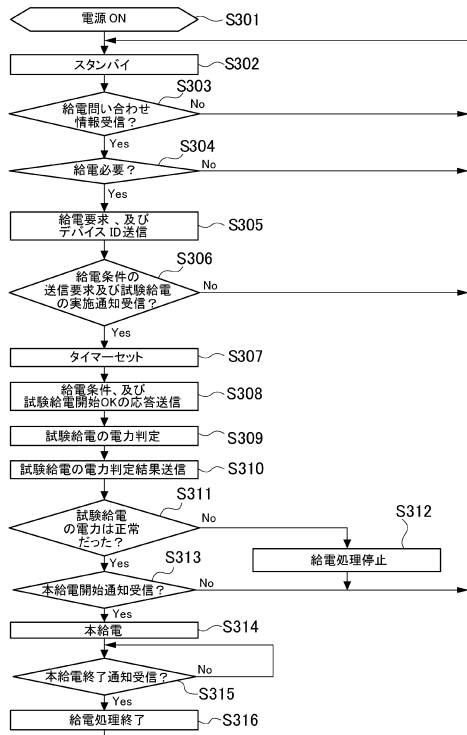 電源 ON
S301
スタンバイ
S302
S303
給電問い合わせ
情報受信？
No
Yes
S304
給電必要？
No
Yes
給電要求 、及び
デバイス ID送信
S305
S306
給電条件の
送信要求及び試験給電
の実施通知受信？
No
Yes
タイマーセット
S307
給電条件、及び
試験給電開始OKの応答送信
S308
試験給電の電力判定
S309
試験給電の電力判定結果送信
S310
S311
試験給電
の電力は正常
だった？
No
Yes
S312
給電処理停止
S313
本給電開始通知受信？
No
Yes
本給電
S314
本給電終了通知受信？
No
S315
Yes
給電処理終了
S316